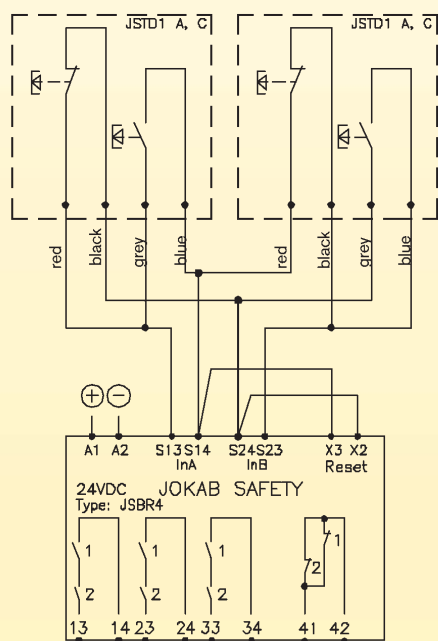 JSTD1 A, C JSTD1 A, C
red black grey blue red black grey blue
+ −
A1 A2 S13 S14 S24 S23 X3 X2
InA InB Reset
24VDC JOKAB SAFETY
Type: JSBR4
1 1 1 1
2 2 2 2
13 14 23 24 33 34 41 42